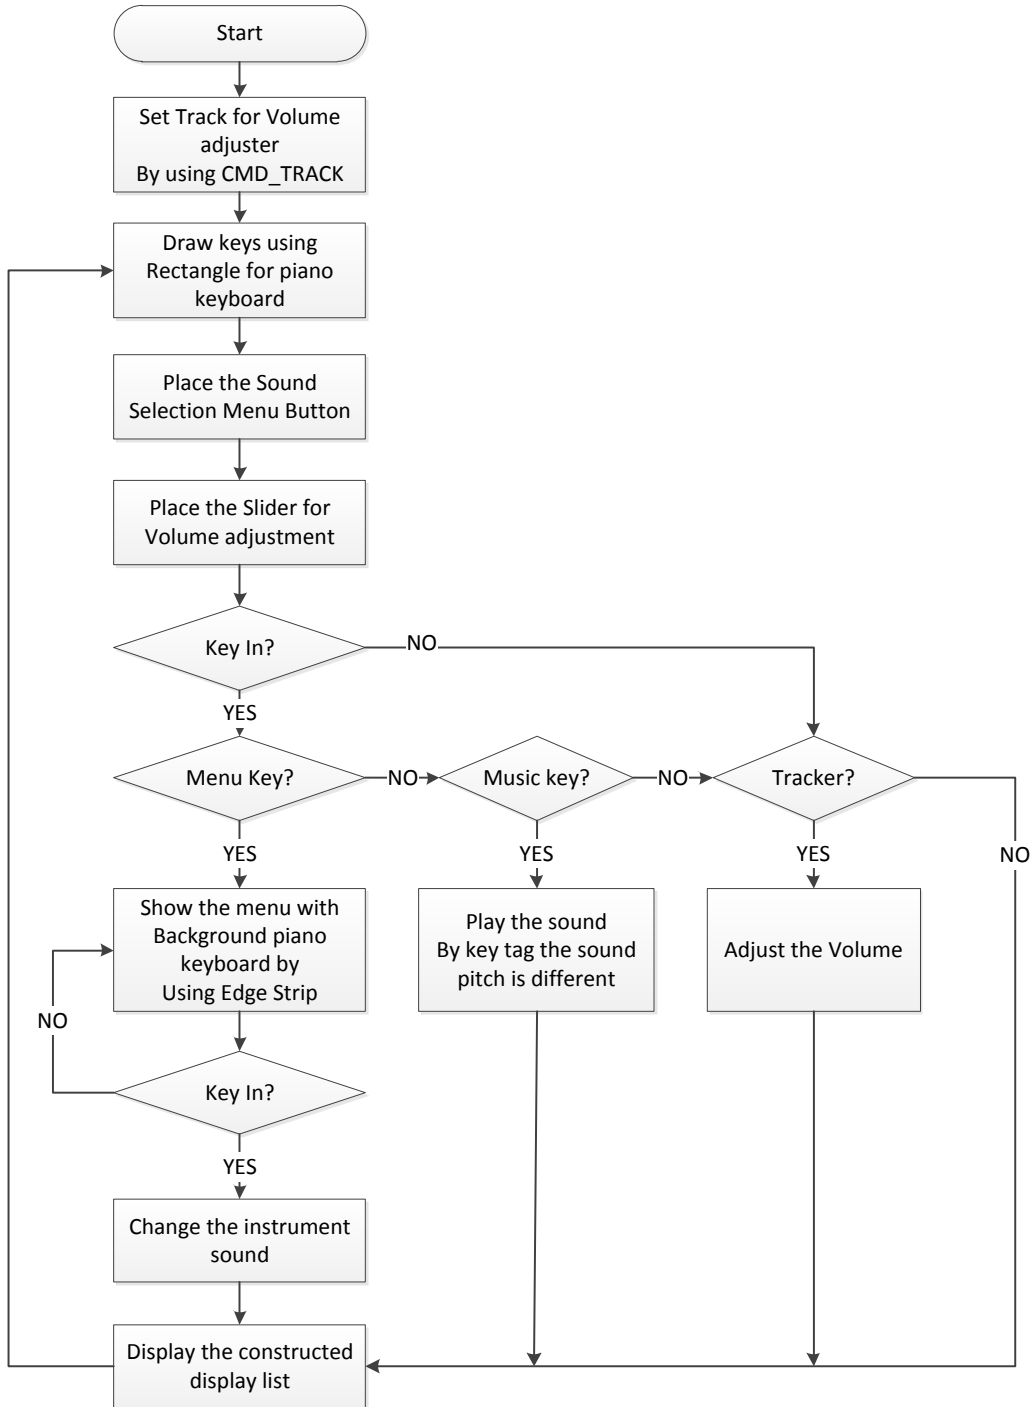 Start
Set Track for Volume
adjuster
By using CMD_TRACK
Draw keys using
Rectangle for piano
keyboard
Place the Sound
Selection Menu Button
Place the Slider for
Volume adjustment
Key In?
NO
YES
Menu Key?
NO
Music key?
NO
Tracker?
YES
YES
YES
NO
Show the menu with
Background piano
keyboard by
Using Edge Strip
Play the sound
By key tag the sound
pitch is different
Adjust the Volume
NO
Key In?
YES
Change the instrument
sound
Display the constructed
display list